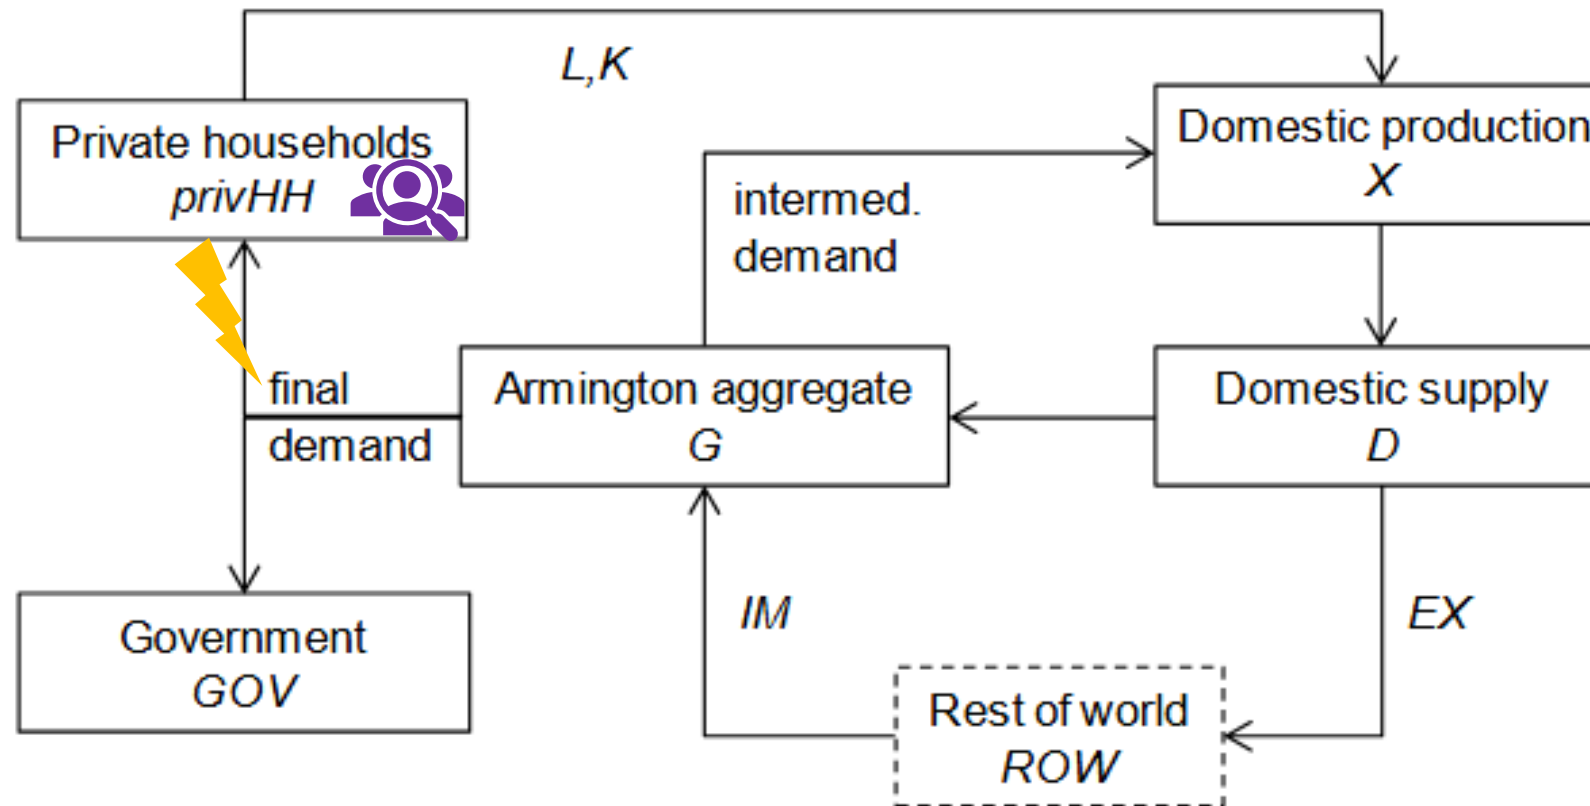 L,K
Private households
privHH
Domestic production
X
intermed.
demand
final
demand
Armington aggregate
G
Domestic supply
D
Government
GOV
IM
EX
Rest of world
ROW